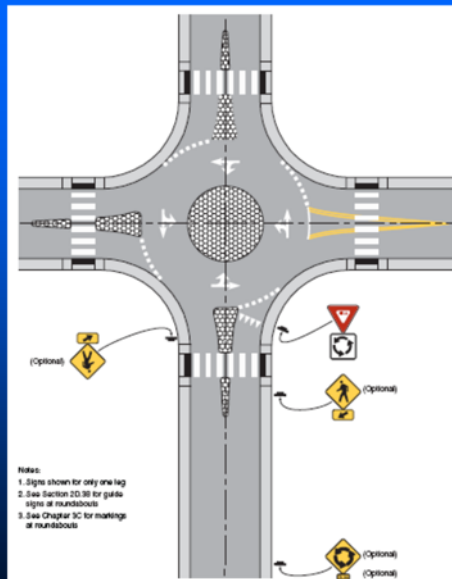 (Optional)
(Optional)
Notes:
1. Signs shown for only one leg
2. See Section 2D.38 for guide
signs at roundabouts
3. See Chapter 3C for markings
at roundabouts
(Optional)
(Optional)